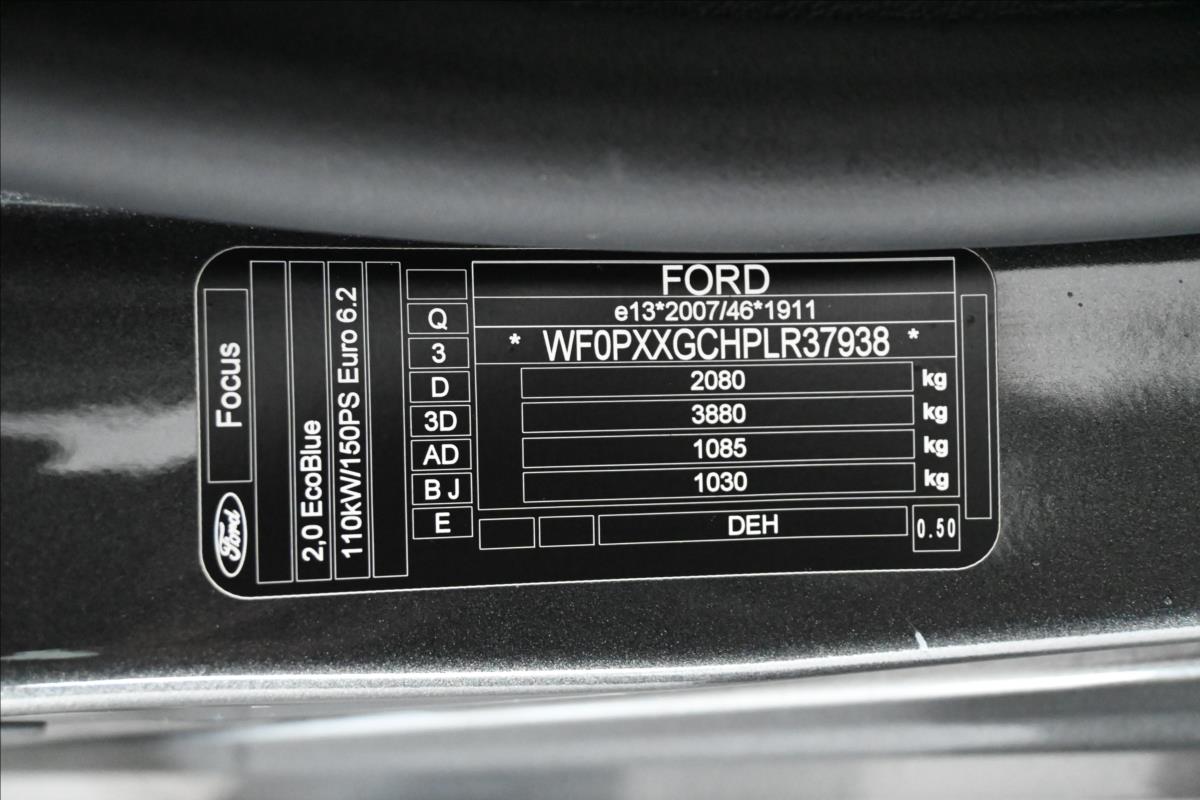 Focus
Ford
2,0 EcoBlue
110kW/150PS Euro 6.2
Q
3
D
3D
AD
B J
E
FORD
e13*2007/46*1911
* WF0PXXGCHPLR37938 *
2080 kg
3880 kg
1085 kg
1030 kg
DEH
0.50